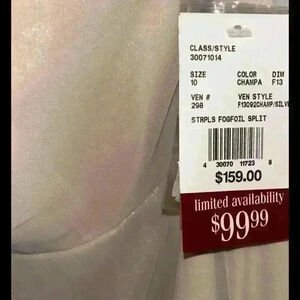 CLASS/STYLE
30071014
SIZE COLOR DIM
10 CHAMPA F13
VEN # VEN STYLE
298 F13092CHAMP/SILVE
STRPLS FOGFOIL SPLIT
4 30070 11723 8
$159.00
limited availability
$99.99